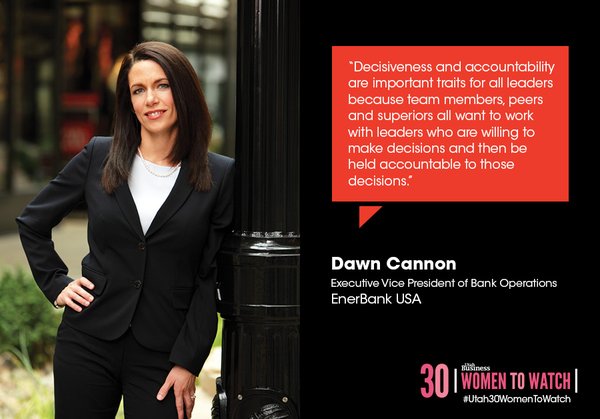 “Decisiveness and accountability
are important traits for all leaders
because team members, peers
and superiors all want to work
with leaders who are willing to
make decisions and then be
held accountable to those
decisions.”
Dawn Cannon
Executive Vice President of Bank Operations
EnerBank USA
30 | Utah Business | WOMEN TO WATCH |
#Utah30WomenToWatch